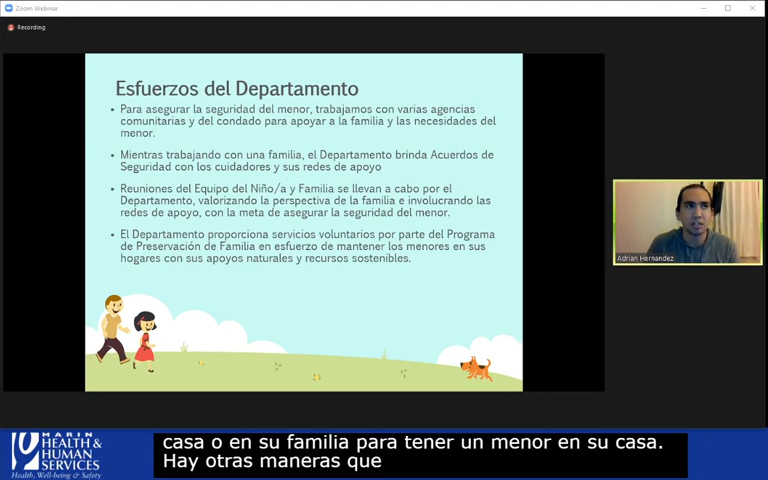 Zoom Webinar
Recording
Esfuerzos del Departamento
• Para asegurar la seguridad del menor, trabajamos con varias agencias
comunitarias y del condado para apoyar a la familia y las necesidades del
menor.
• Mientras trabajando con una familia, el Departamento brinda Acuerdos de
Seguridad con los cuidadores y sus redes de apoyo
• Reuniones del Equipo del Niño/a y Familia se llevan a cabo por el
Departamento, valorizando la perspectiva de la familia e involucrando las
redes de apoyo, con la meta de asegurar la seguridad del menor.
• El Departamento proporciona servicios voluntarios por parte del Programa
de Preservación de Familia en esfuerzo de mantener los menores en sus
hogares con sus apoyos naturales y recursos sostenibles.
Adrian Hernandez
MARIN
HEALTH &
HUMAN
SERVICES
Health, Well-being & Safety
casa o en su familia para tener un menor en su casa.
Hay otras maneras que